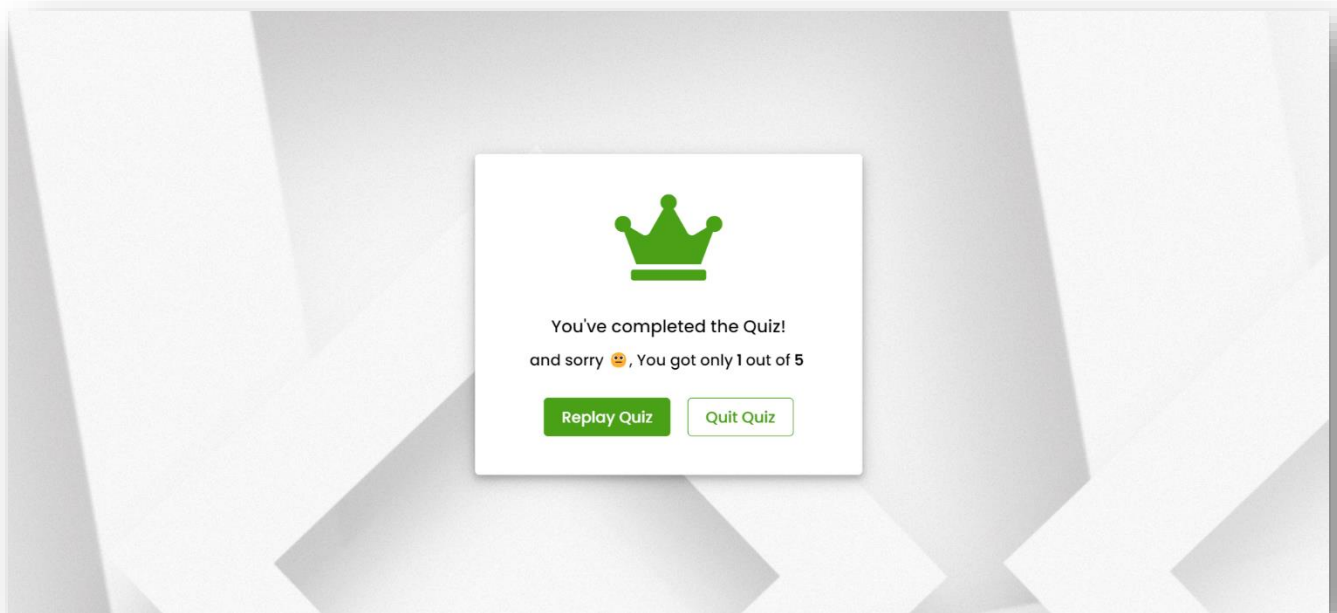 You've completed the Quiz!
and sorry 😐, You got only 1 out of 5
Replay Quiz
Quit Quiz